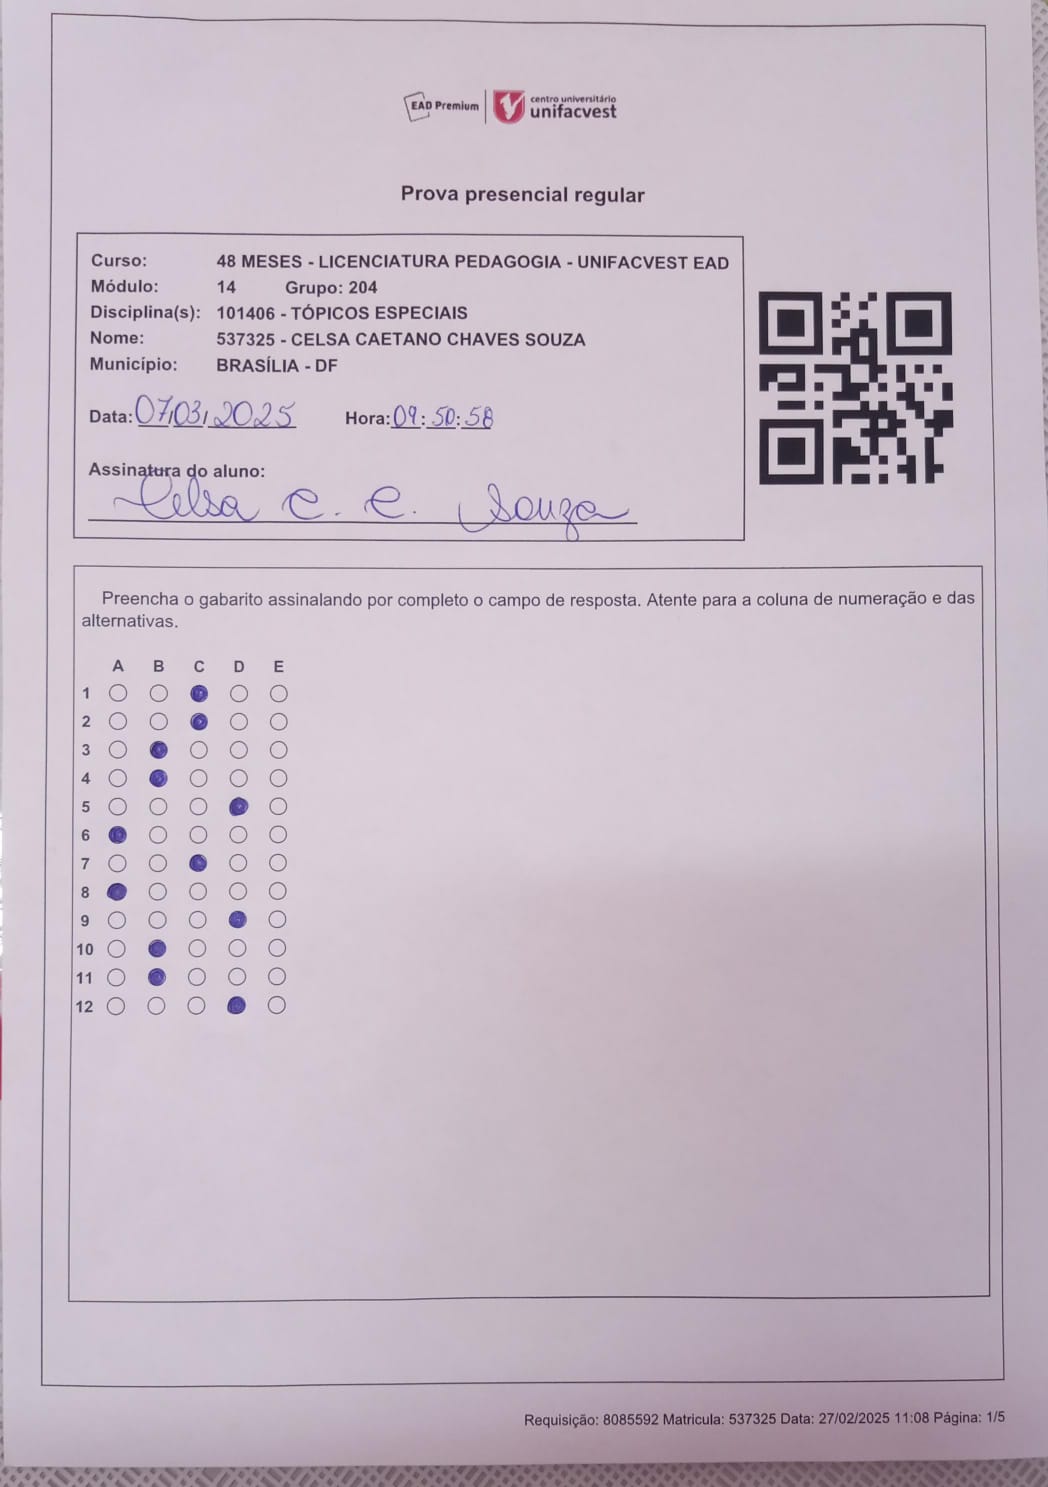 EAD Premium
centro universitário
unifacvest
Prova presencial regular
Curso: 48 MESES - LICENCIATURA PEDAGOGIA - UNIFACVEST EAD
Módulo: 14 Grupo: 204
Disciplina(s): 101406 - TÓPICOS ESPECIAIS
Nome: 537325 - CELSA CAETANO CHAVES SOUZA
Município: BRASÍLIA - DF
Data: 07/03/2025 Hora: 09:50:58
Assinatura do aluno:
Celsa C. C. Souza
Preencha o gabarito assinalando por completo o campo de resposta. Atente para a coluna de numeração e das
alternativas.
A B C D E
1
2
3
4
5
6
7
8
9
10
11
12
Requisição: 8085592 Matricula: 537325 Data: 27/02/2025 11:08 Página: 1/5